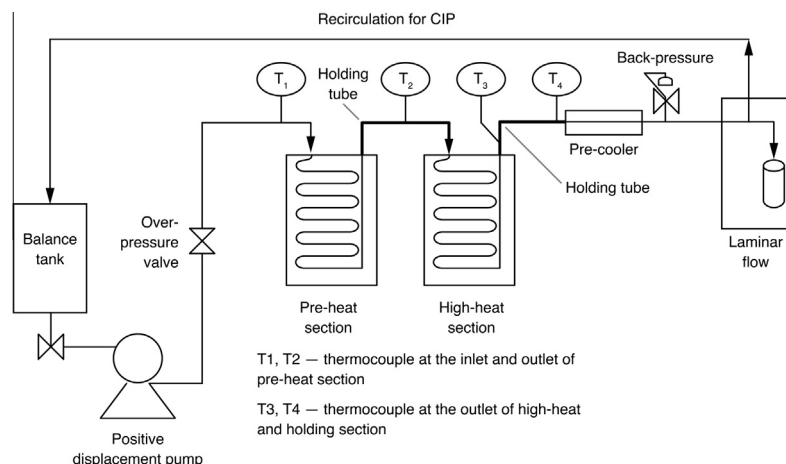 Recirculation for CIP
T1
Holding
tube
T2
T3
T4
Back-pressure
Pre-cooler
Holding tube
Over-
pressure
valve
Balance
tank
Laminar
flow
Pre-heat
section
High-heat
section
T1, T2 — thermocouple at the inlet and outlet of
pre-heat section
T3, T4 — thermocouple at the outlet of high-heat
and holding section
Positive
displacement pump